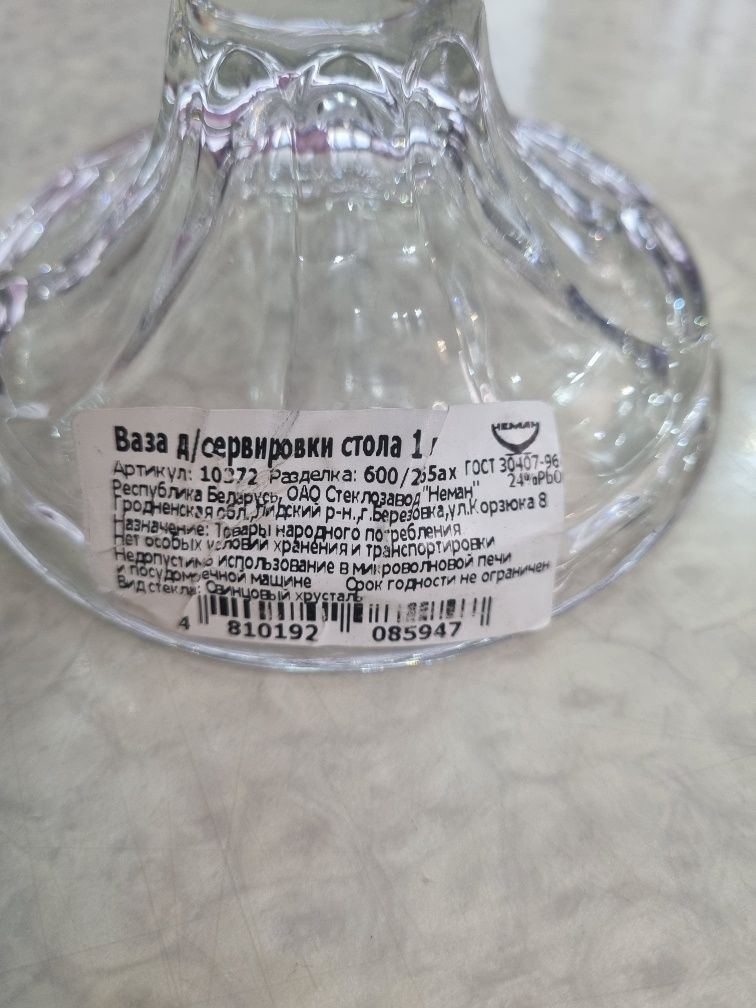 НЕМАН
Ваза д/сервировки стола 1
Артикул: 10372 Разделка: 600/265ах ГОСТ 30407-96
24%PbO
Республика Беларусь, ОАО Стеклозавод "Неман"
Гродненская обл.,Лидский р-н.,г.Березовка,ул.Корзюка 8
Назначение: Товары народного потребления
Нет особых условий хранения и транспортировки
Недопустимо использование в микроволновой печи
и посудомоечной машине Срок годности не ограничен
Вид стекла: Свинцовый хрусталь
4 810192 085947